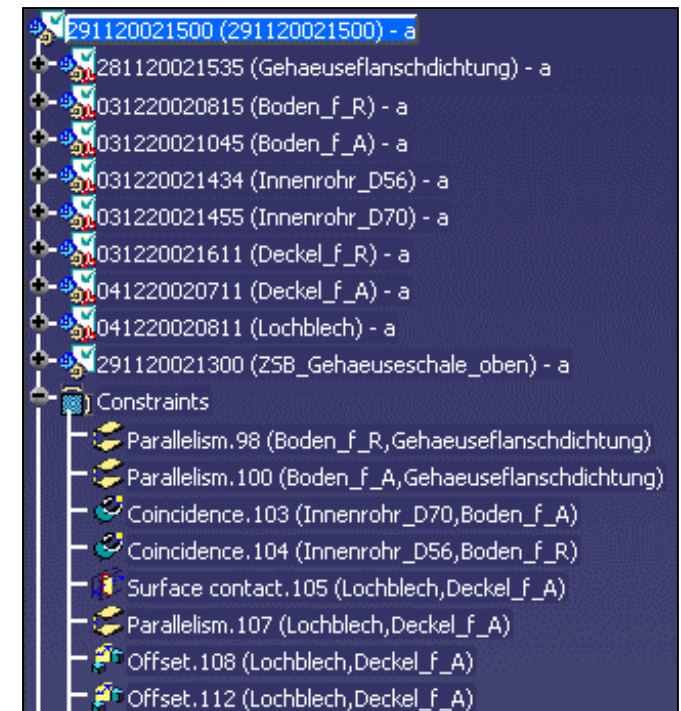 291120021500 (291120021500) - a
281120021535 (Gehaeuseflanschdichtung) - a
031220020815 (Boden_f_R) - a
031220021045 (Boden_f_A) - a
031220021434 (Innenrohr_D56) - a
031220021455 (Innenrohr_D70) - a
031220021611 (Deckel_f_R) - a
041220020711 (Deckel_f_A) - a
041220020811 (Lochblech) - a
291120021300 (ZSB_Gehaeuseschale_oben) - a
Constraints
Parallelism.98 (Boden_f_R,Gehaeuseflanschdichtung)
Parallelism.100 (Boden_f_A,Gehaeuseflanschdichtung)
Coincidence.103 (Innenrohr_D70,Boden_f_A)
Coincidence.104 (Innenrohr_D56,Boden_f_R)
Surface contact.105 (Lochblech,Deckel_f_A)
Parallelism.107 (Lochblech,Deckel_f_A)
Offset.108 (Lochblech,Deckel_f_A)
Offset.112 (Lochblech,Deckel_f_A)